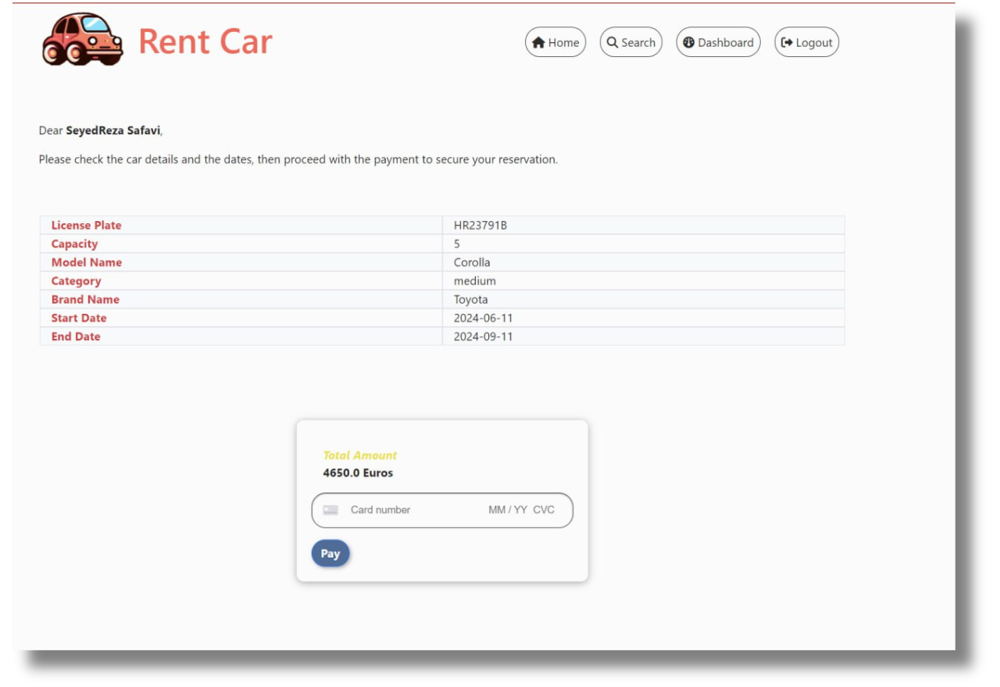 Rent Car
Home Search Dashboard Logout
Dear SeyedReza Safavi,
Please check the car details and the dates, then proceed with the payment to secure your reservation.
License Plate HR23791B
Capacity 5
Model Name Corolla
Category medium
Brand Name Toyota
Start Date 2024-06-11
End Date 2024-09-11
Total Amount
4650.0 Euros
Card number MM / YY CVC
Pay